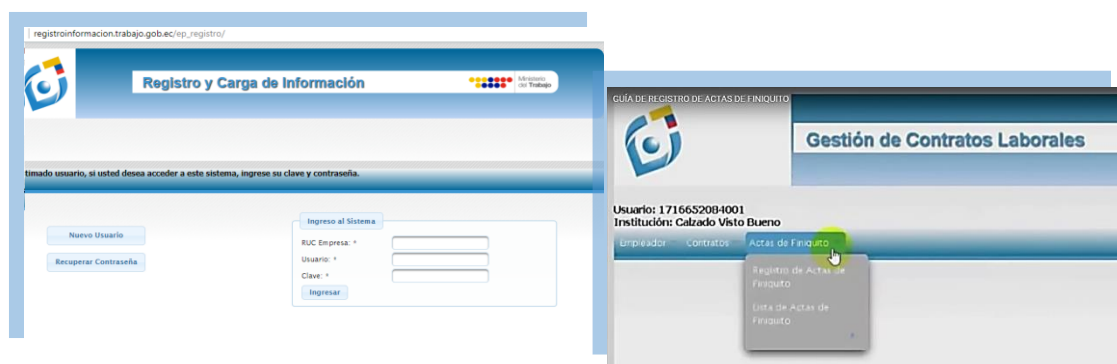 registroinformacion.trabajo.gob.ec/ep_registro/
Registro y Carga de Información
Ministerio
del Trabajo
timado usuario, si usted desea acceder a este sistema, ingrese su clave y contraseña.
Nuevo Usuario
Recuperar Contraseña
Ingreso al Sistema
RUC Empresa: *
Usuario: *
Clave: *
Ingresar
GUÍA DE REGISTRO DE ACTAS DE FINIQUITO
Gestión de Contratos Laborales
Usuario: 1716652084001
Institución: Calzado Visto Bueno
Empleador
Contratos
Actas de Finiquito
Registro de Actas de
Finiquito
Lista de Actas de
Finiquito